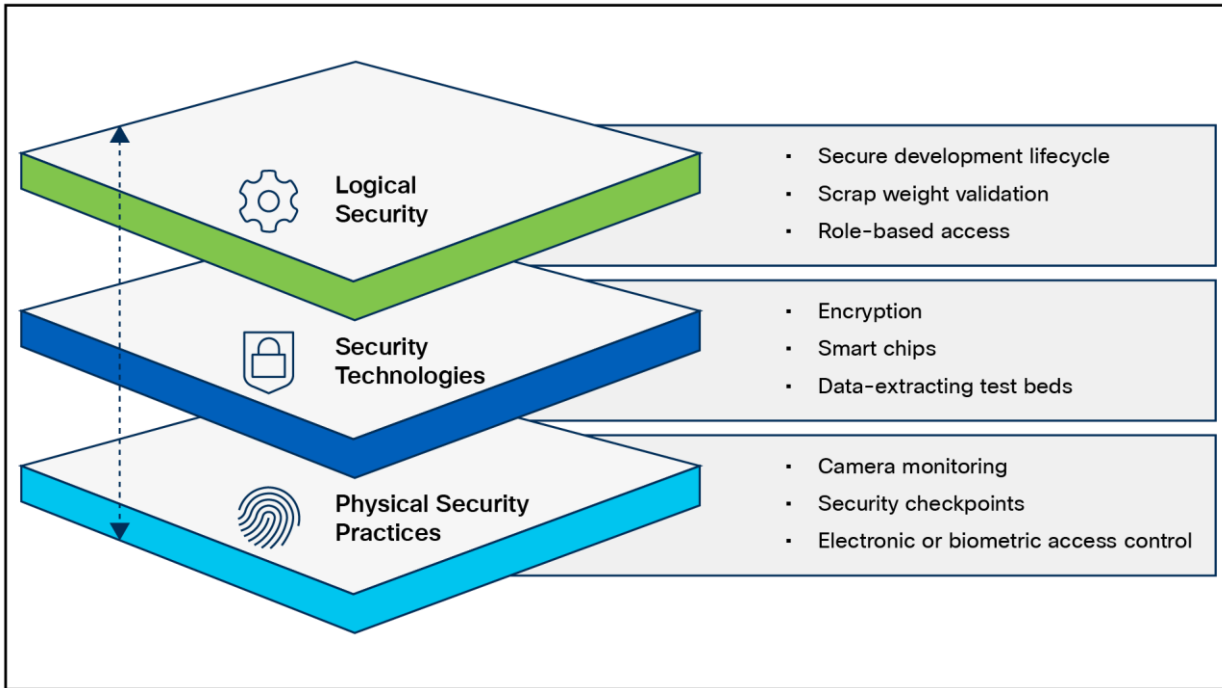 Logical
Security
▪ Secure development lifecycle
▪ Scrap weight validation
▪ Role-based access
Security
Technologies
▪ Encryption
▪ Smart chips
▪ Data-extracting test beds
Physical Security
Practices
▪ Camera monitoring
▪ Security checkpoints
▪ Electronic or biometric access control